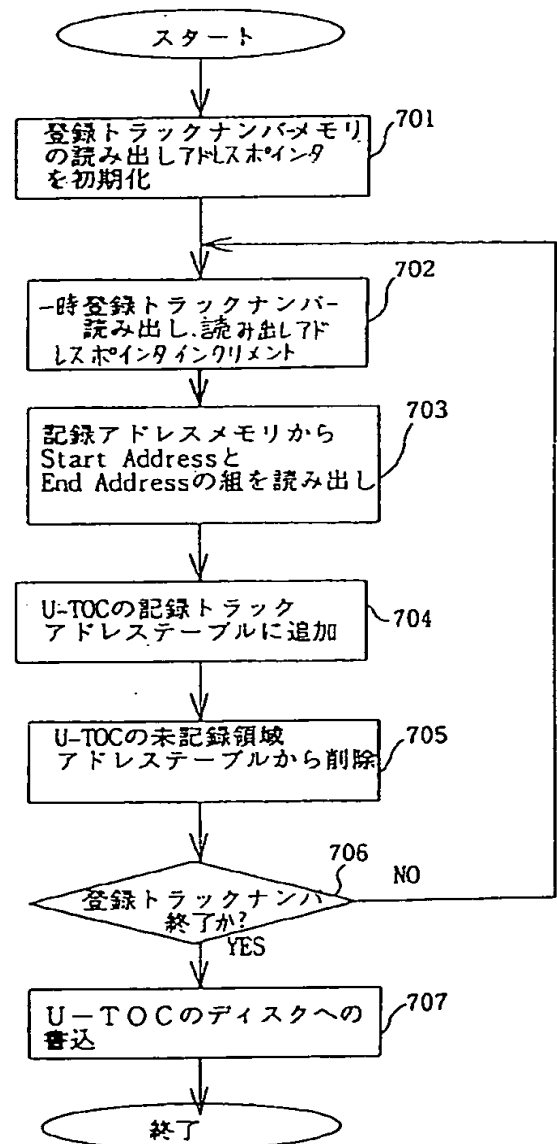 スタート
701
登録トラックナンバーメモリ
の読み出しアドレスポインタ
を初期化
702
一時登録トラックナンバー
読み出し、読み出しアド
レスポインタインクリメント
703
記録アドレスメモリから
Start Addressと
End Addressの組を読み出し
704
U-TOCの記録トラック
アドレステーブルに追加
705
U-TOCの未記録領域
アドレステーブルから削除
706
NO
登録トラックナンバ
終了か?
YES
707
U-TOCのディスクへの
書込
終了